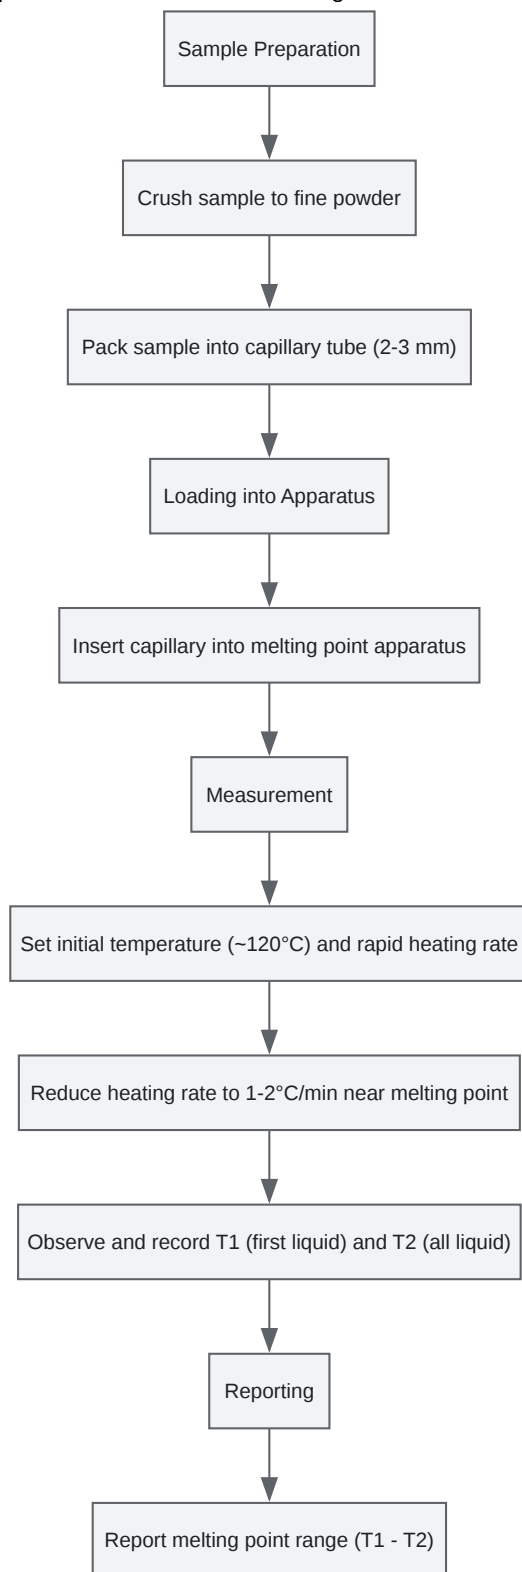 Sample Preparation
Crush sample to fine powder
Pack sample into capillary tube (2-3 mm)
Loading into Apparatus
Insert capillary into melting point apparatus
Measurement
Set initial temperature (~120°C) and rapid heating rate
Reduce heating rate to 1-2°C/min near melting point
Observe and record T1 (first liquid) and T2 (all liquid)
Reporting
Report melting point range (T1 - T2)